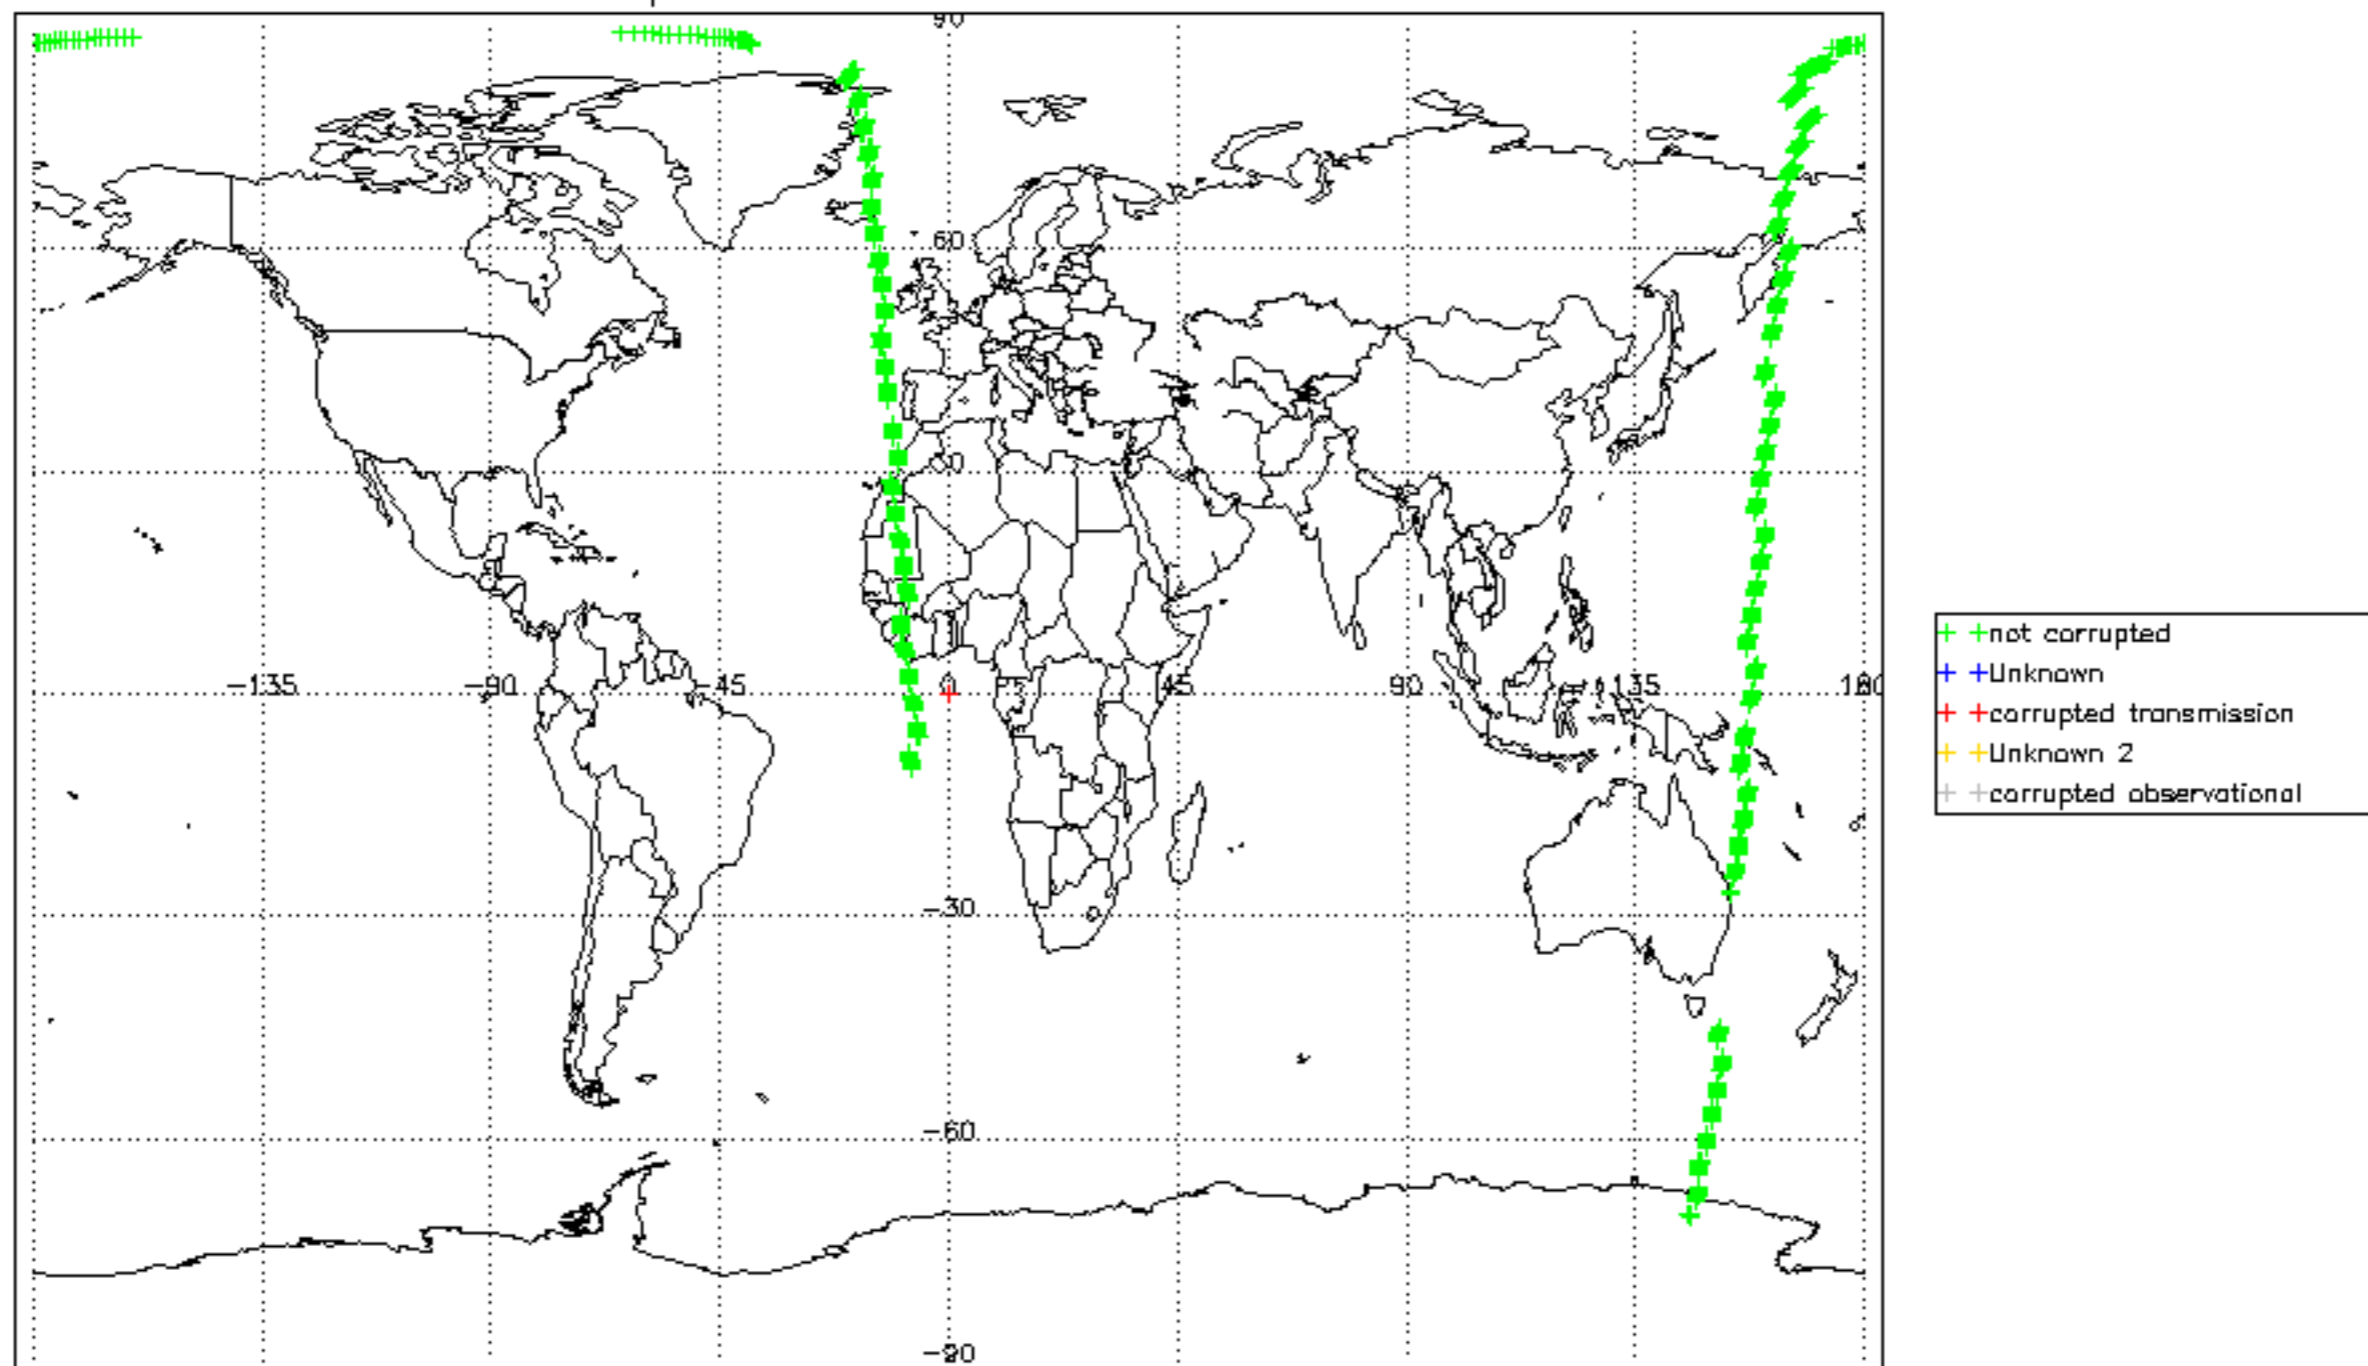 90
60
30
-135 -90 -45 0 45 90 135 180
-30
-60
-90
not corrupted
Unknown
corrupted transmission
Unknown 2
corrupted observational